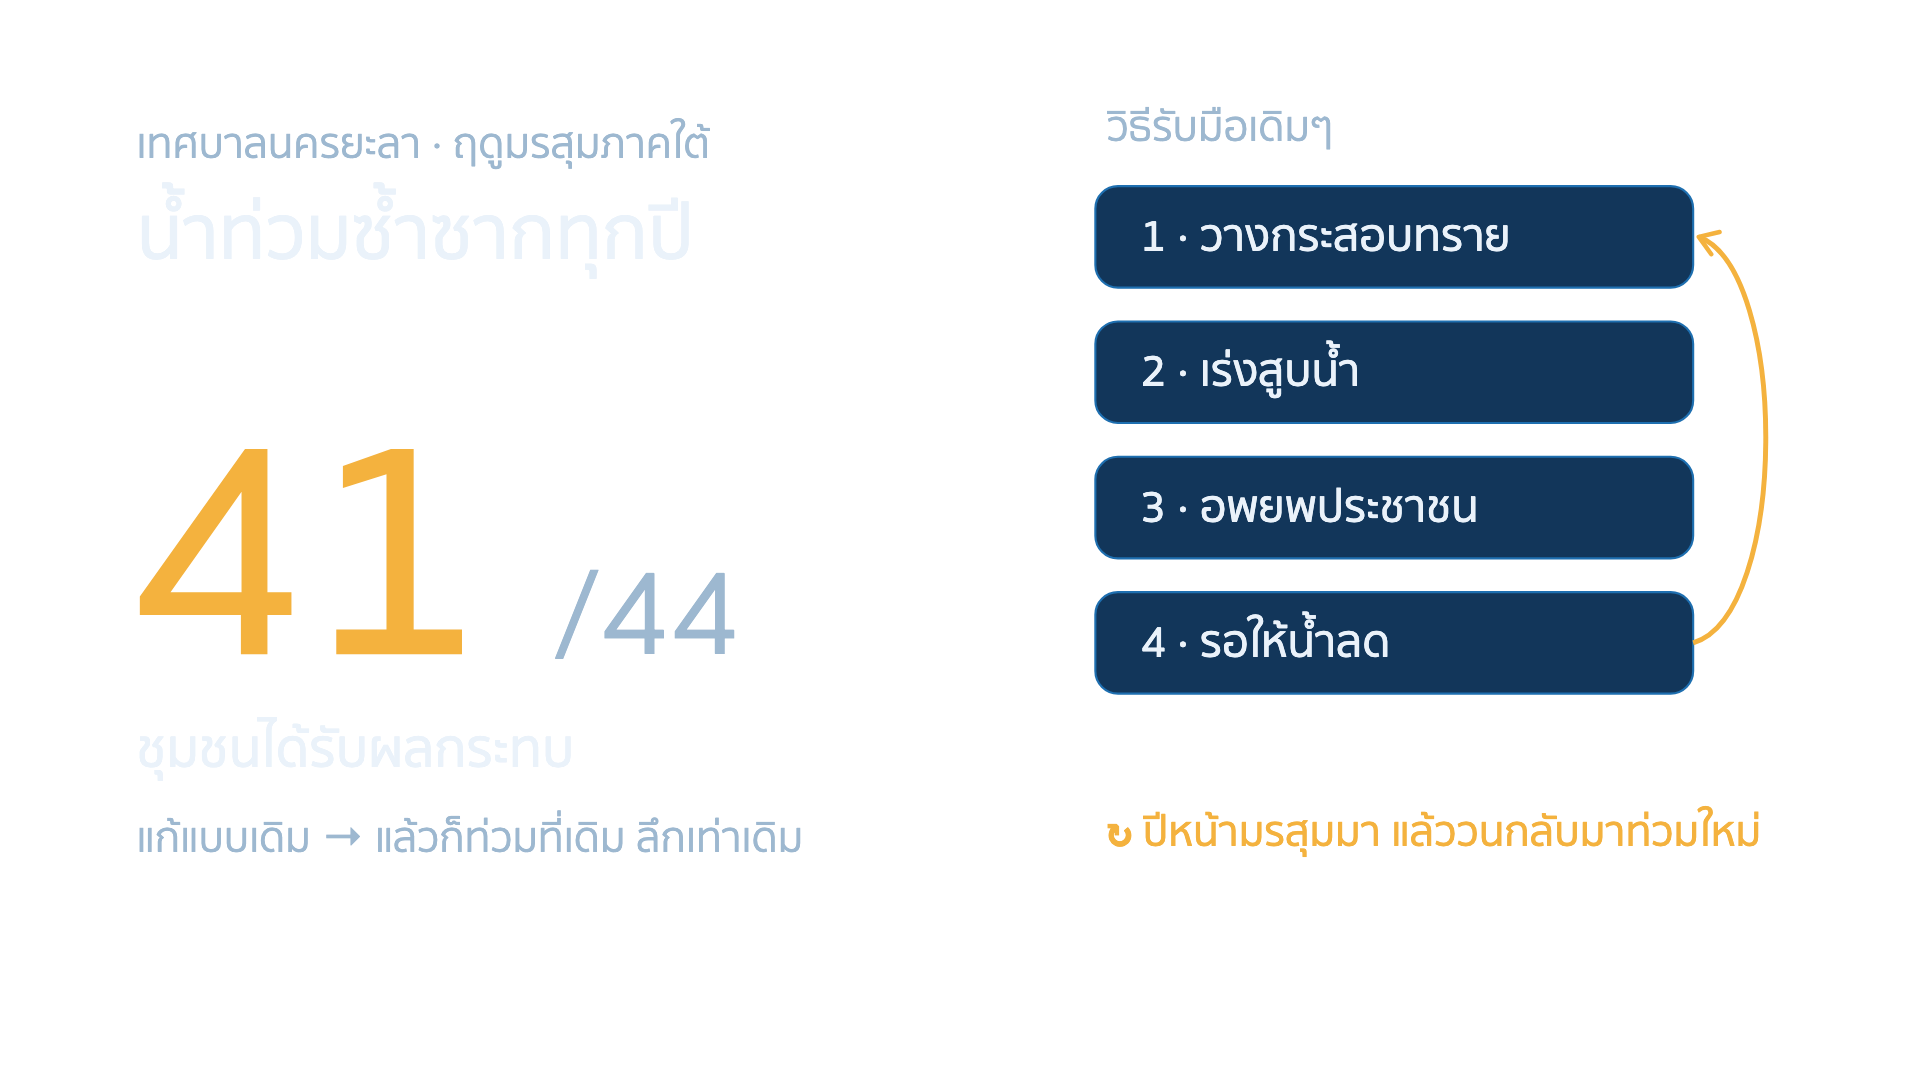 เทศบาลนครยะลา · ฤดูมรสุมภาคใต้
น้ำท่วมซ้ำซากทุกปี
41 /44
ชุมชนได้รับผลกระทบ
แก้แบบเดิม → แล้วก็ท่วมที่เดิม ลึกเท่าเดิม
วิธีรับมือเดิมๆ
1 · วางกระสอบทราย
2 · เร่งสูบน้ำ
3 · อพยพประชาชน
4 · รอให้น้ำลด
↻ ปีหน้ามรสุมมา แล้ววนกลับมาท่วมใหม่